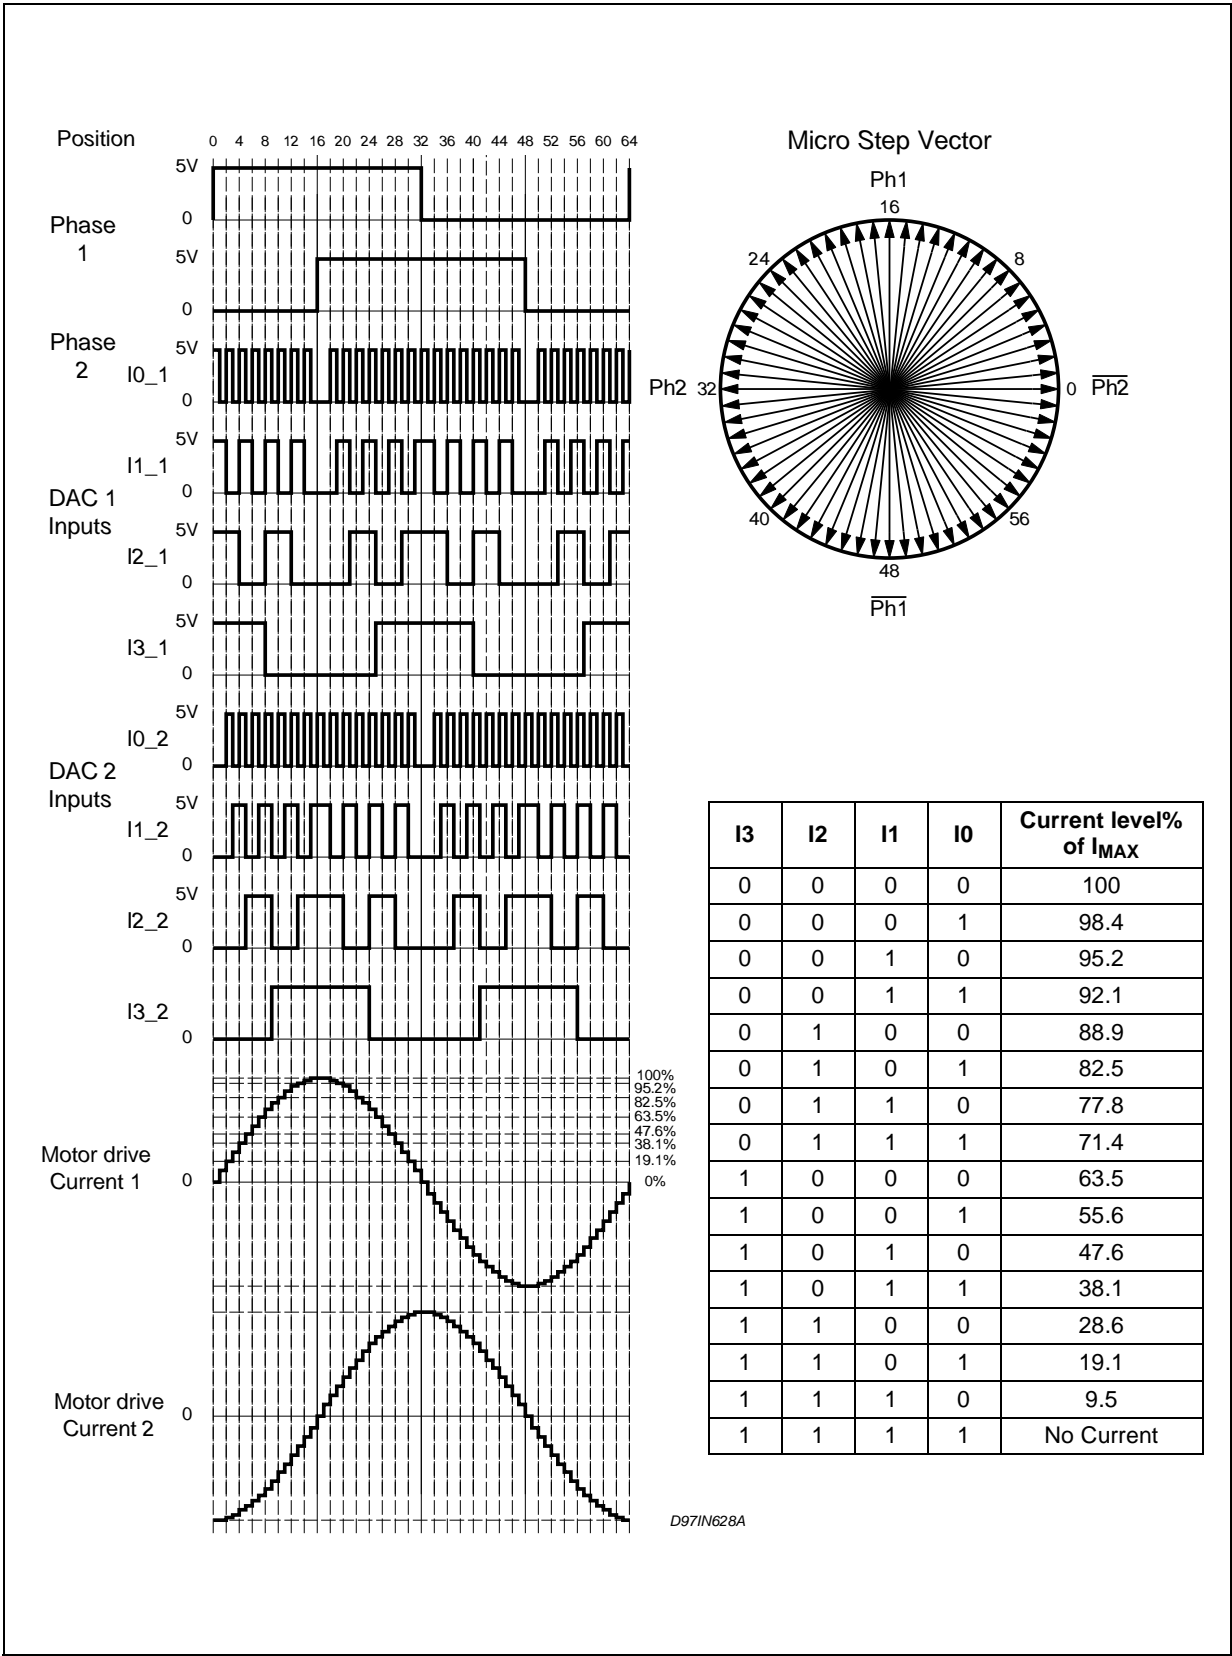 Position
0 4 8 12 16 20 24 28 32 36 40 44 48 52 56 60 64
5V
0
Phase
1
5V
0
Phase
2
I0_1
5V
0
I1_1
5V
0
DAC 1
Inputs
I2_1
5V
0
I3_1
5V
0
I0_2
5V
0
DAC 2
Inputs
I1_2
5V
0
I2_2
5V
0
I3_2
0
100%
95.2%
82.5%
63.5%
47.6%
38.1%
19.1%
0%
Motor drive
Current 1
0
Motor drive
Current 2
0
Micro Step Vector
Ph1
16
24
8
Ph2 32
0 Ph2
40
56
48
Ph1
I3 I2 I1 I0 Current level%
of IMAX
0 0 0 0 100
0 0 0 1 98.4
0 0 1 0 95.2
0 0 1 1 92.1
0 1 0 0 88.9
0 1 0 1 82.5
0 1 1 0 77.8
0 1 1 1 71.4
1 0 0 0 63.5
1 0 0 1 55.6
1 0 1 0 47.6
1 0 1 1 38.1
1 1 0 0 28.6
1 1 0 1 19.1
1 1 1 0 9.5
1 1 1 1 No Current
D97IN628A